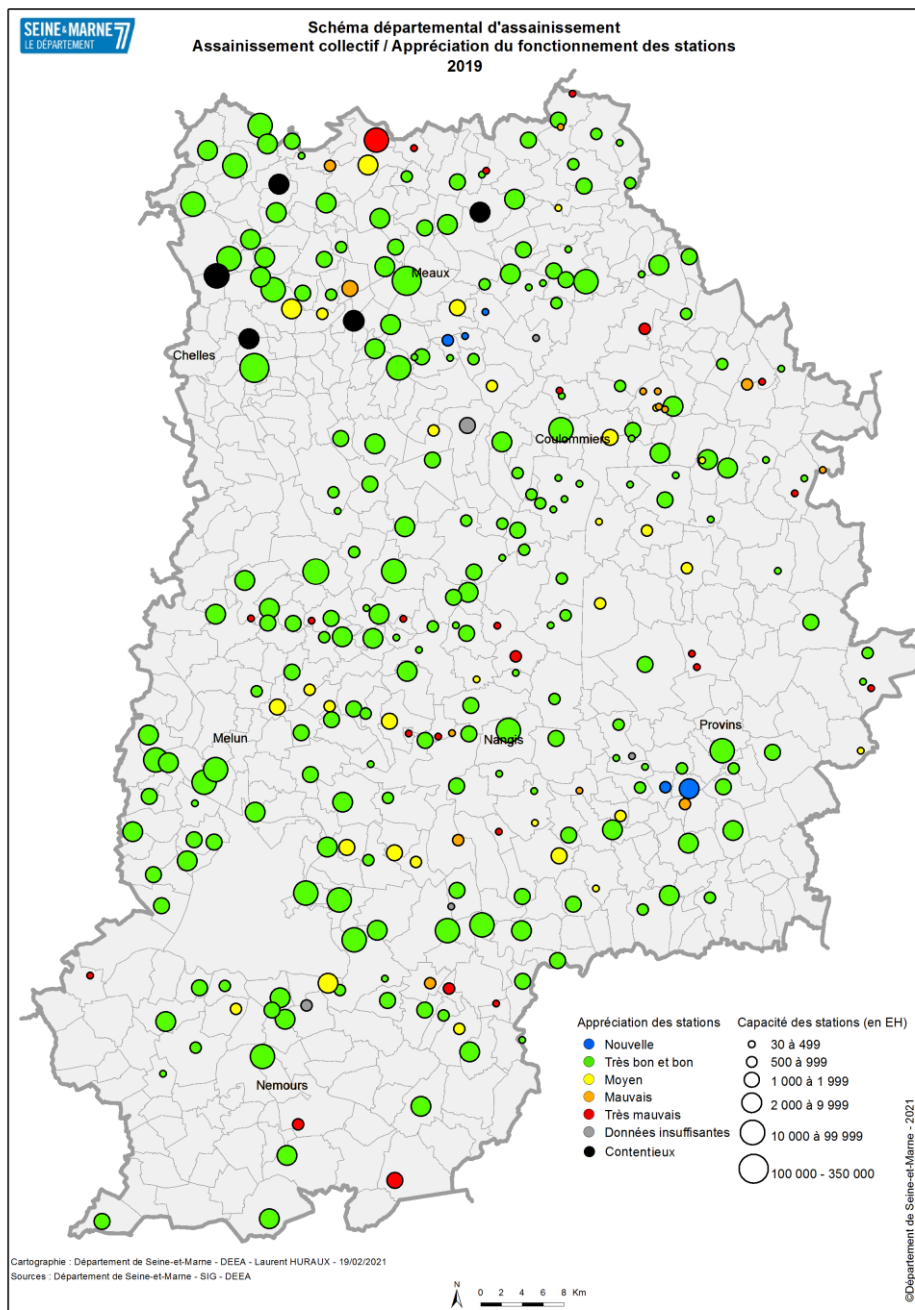 SEINE&MARNE 77
LE DÉPARTEMENT
Schéma départemental d'assainissement
Assainissement collectif / Appréciation du fonctionnement des stations
2019
Meaux
Chelles
Coulommiers
Melun
Nangis
Provins
Nemours
Appréciation des stations
Nouvelle
Très bon et bon
Moyen
Mauvais
Très mauvais
Données insuffisantes
Contentieux
Capacité des stations (en EH)
30 à 499
500 à 999
1 000 à 1 999
2 000 à 9 999
10 000 à 99 999
100 000 - 350 000
©Département de Seine-et-Marne - 2021
Cartographie : Département de Seine-et-Marne - DEEA - Laurent HURAUX - 19/02/2021
Sources : Département de Seine-et-Marne - SIG - DEEA
N
0 2 4 6 8 Km